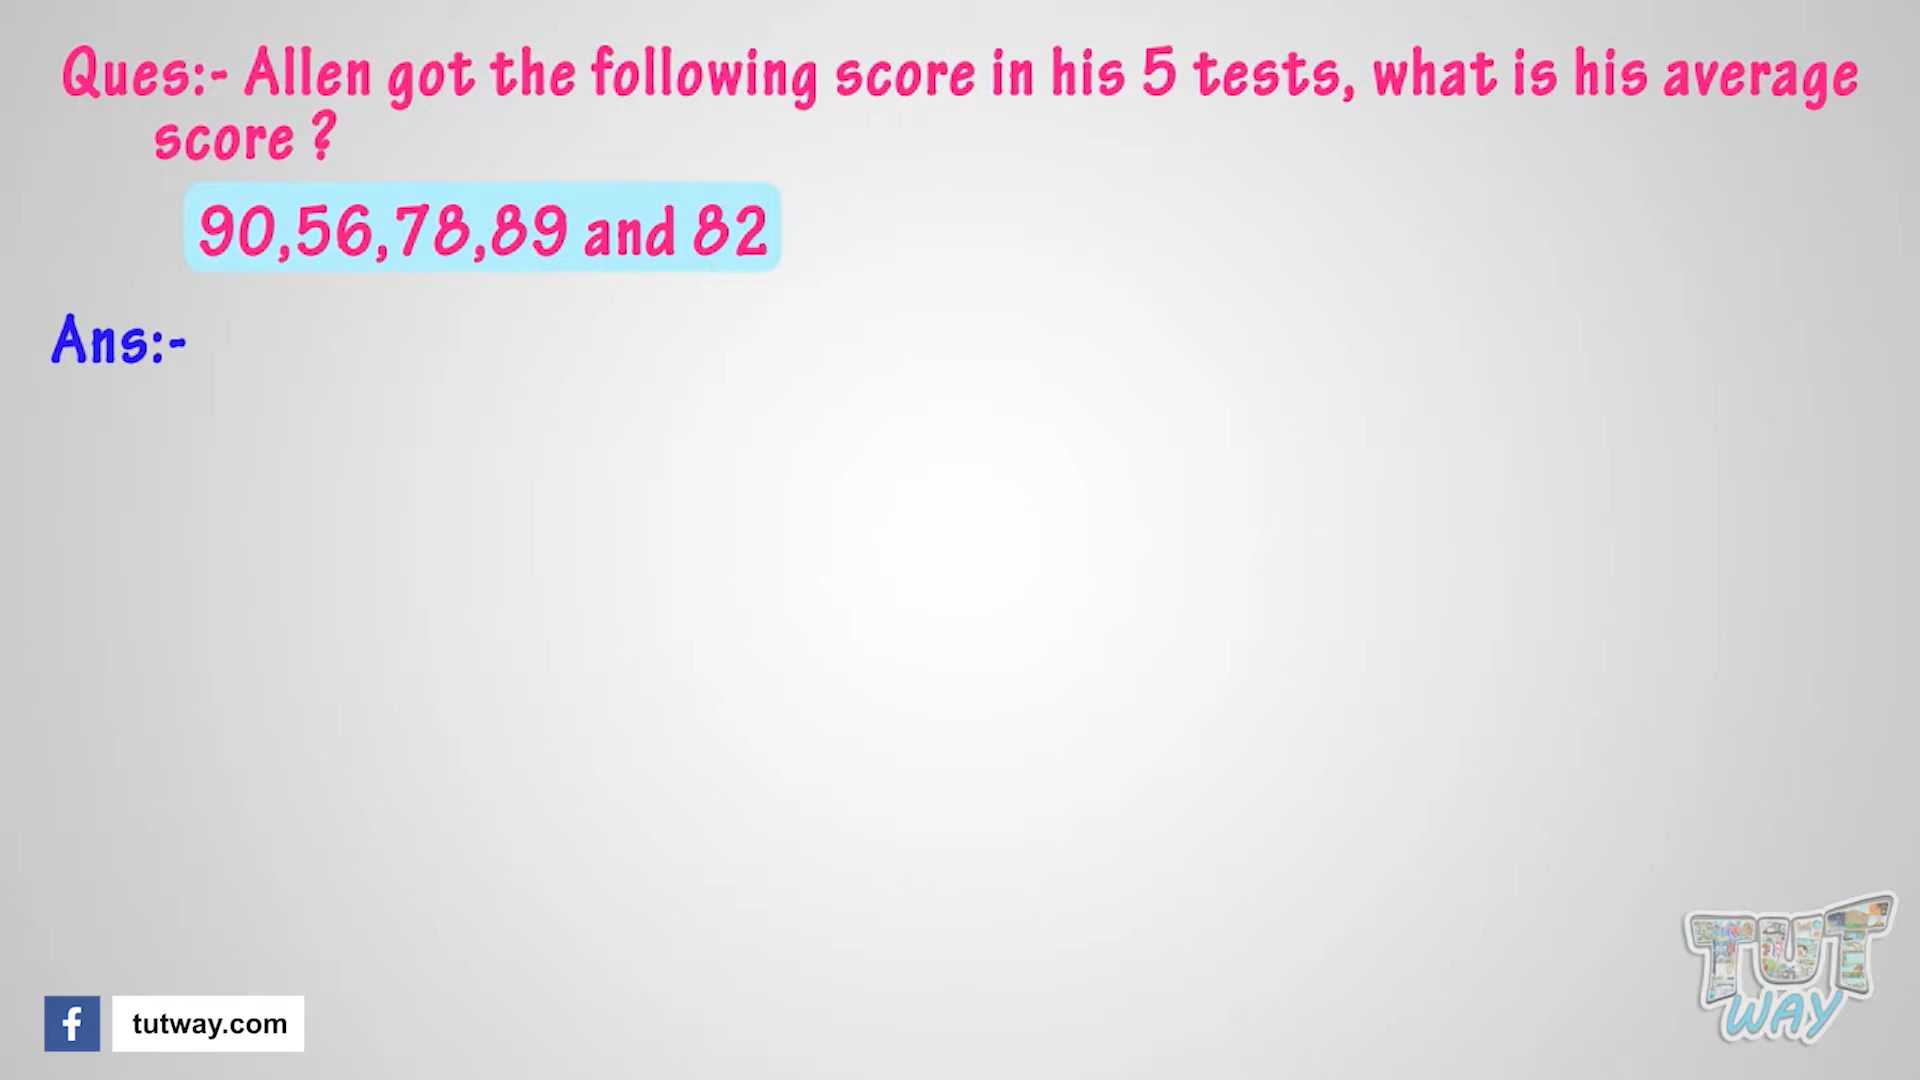 Ques:- Allen got the following score in his 5 tests, what is his average
score ?
90,56,78,89 and 82
Ans:-
f tutway.com
TUT
WAY